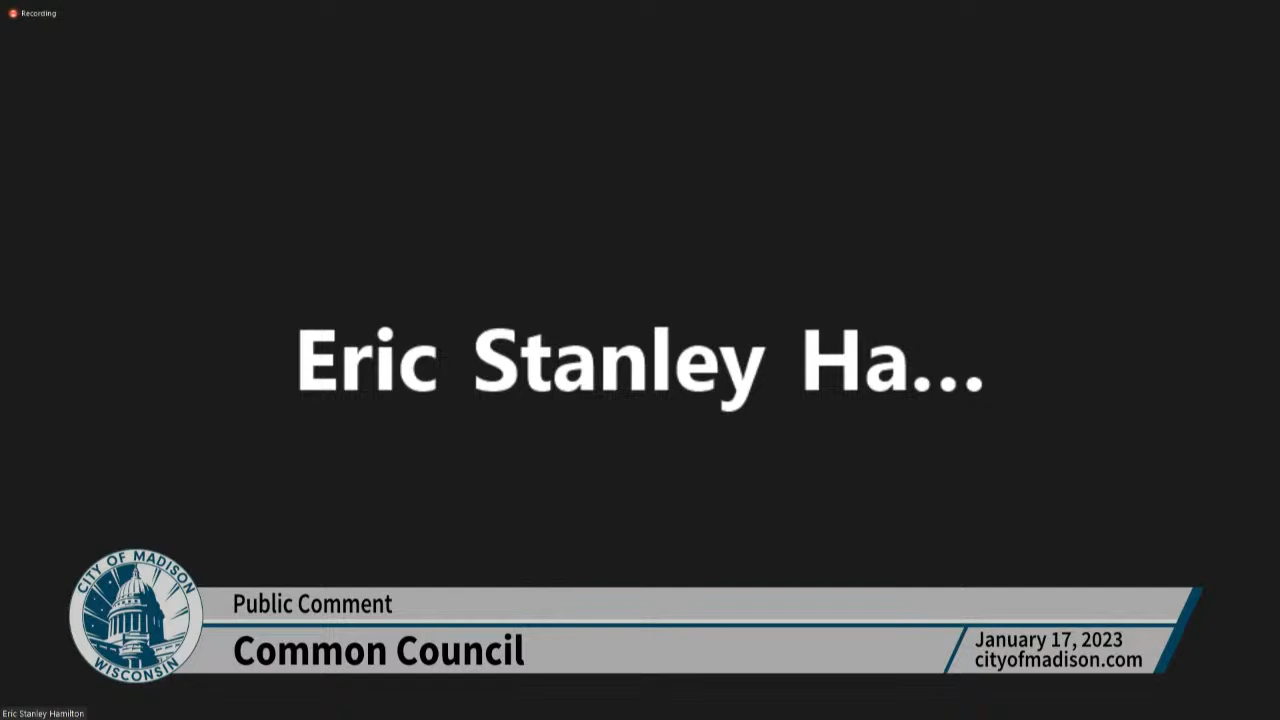 Recording
Eric Stanley Ha...
CITY OF MADISON
WISCONSIN
Public Comment
Common Council
January 17, 2023
cityofmadison.com
Eric Stanley Hamilton